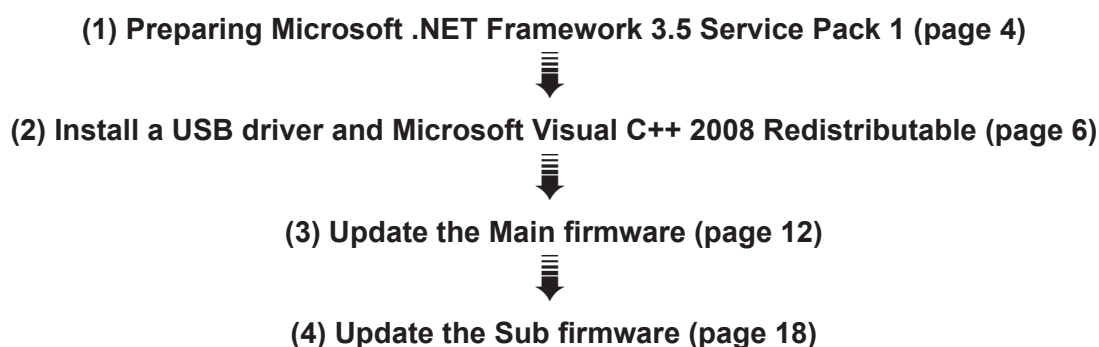 (1) Preparing Microsoft .NET Framework 3.5 Service Pack 1 (page 4)
(2) Install a USB driver and Microsoft Visual C++ 2008 Redistributable (page 6)
(3) Update the Main firmware (page 12)
(4) Update the Sub firmware (page 18)